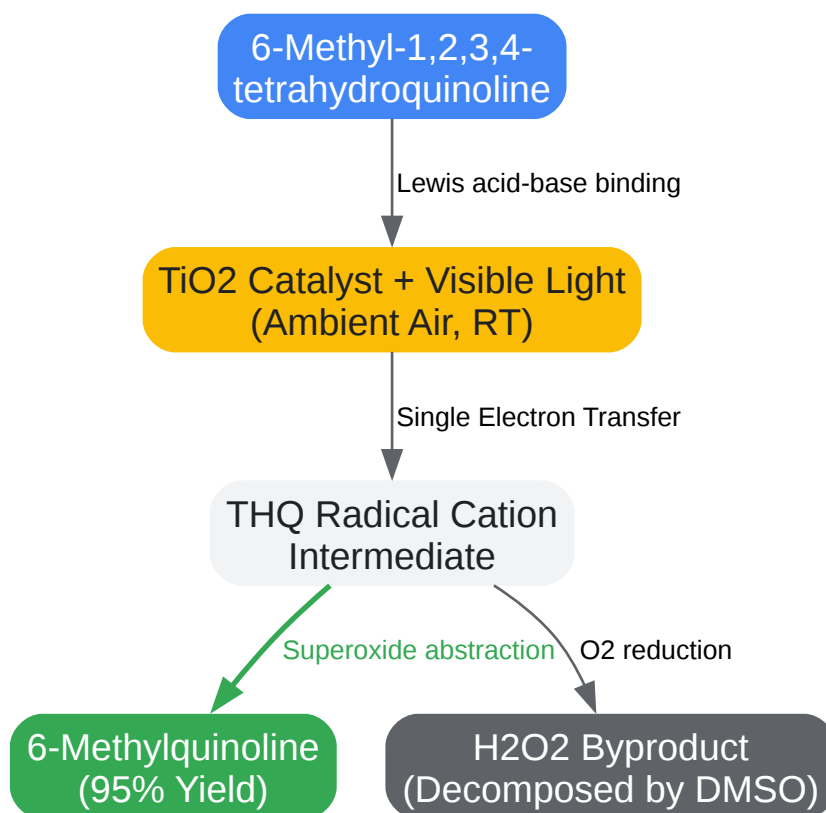 6-Methyl-1,2,3,4-
tetrahydroquinoline
Lewis acid-base binding
TiO2 Catalyst + Visible Light
(Ambient Air, RT)
Single Electron Transfer
THQ Radical Cation
Intermediate
Superoxide abstraction
O2 reduction
6-Methylquinoline
(95% Yield)
H2O2 Byproduct
(Decomposed by DMSO)